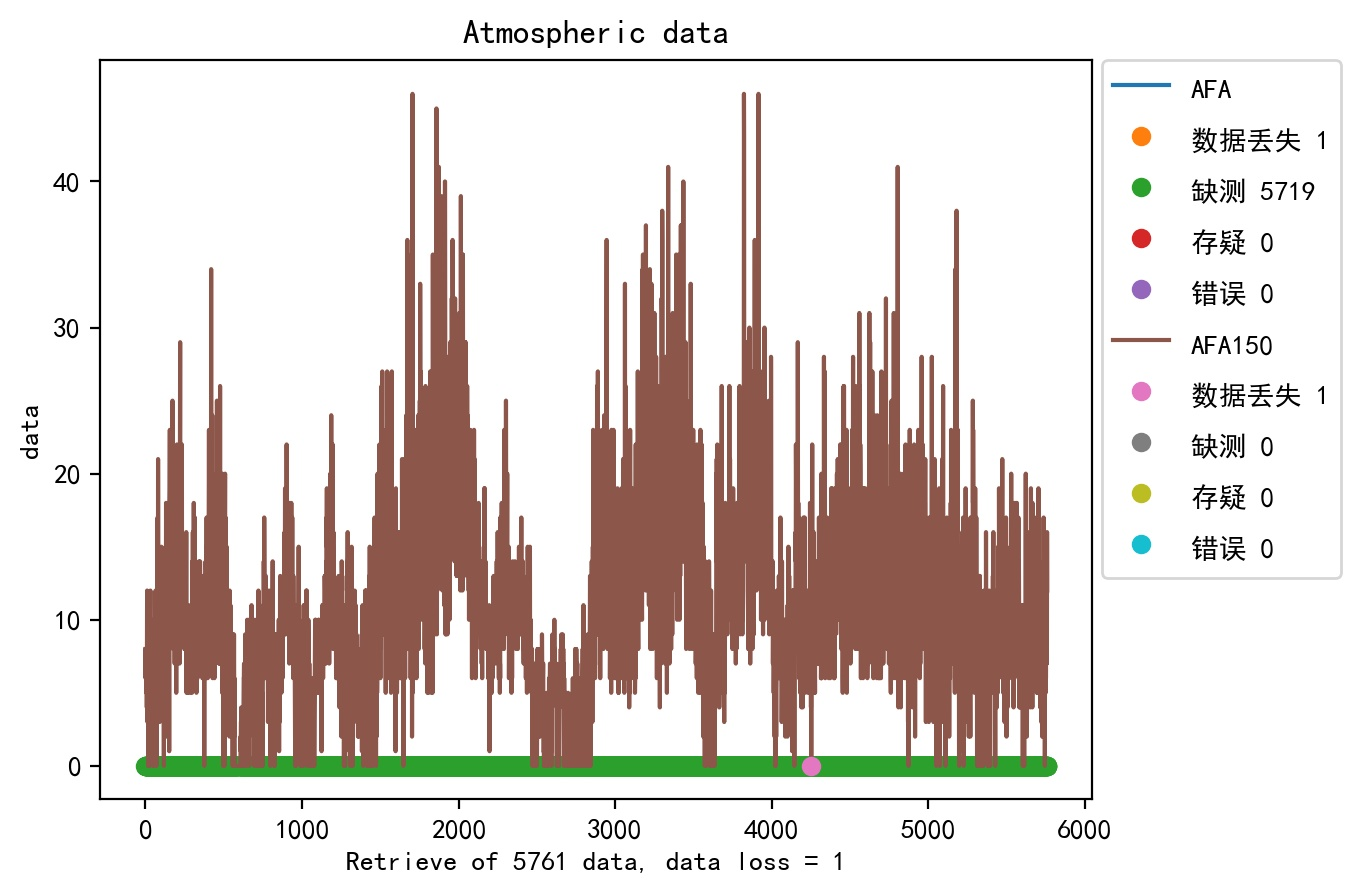 Atmospheric data
data
40
30
20
10
0
0 1000 2000 3000 4000 5000 6000
Retrieve of 5761 data, data loss = 1
AFA
数据丢失 1
缺测 5719
存疑 0
错误 0
AFA150
数据丢失 1
缺测 0
存疑 0
错误 0